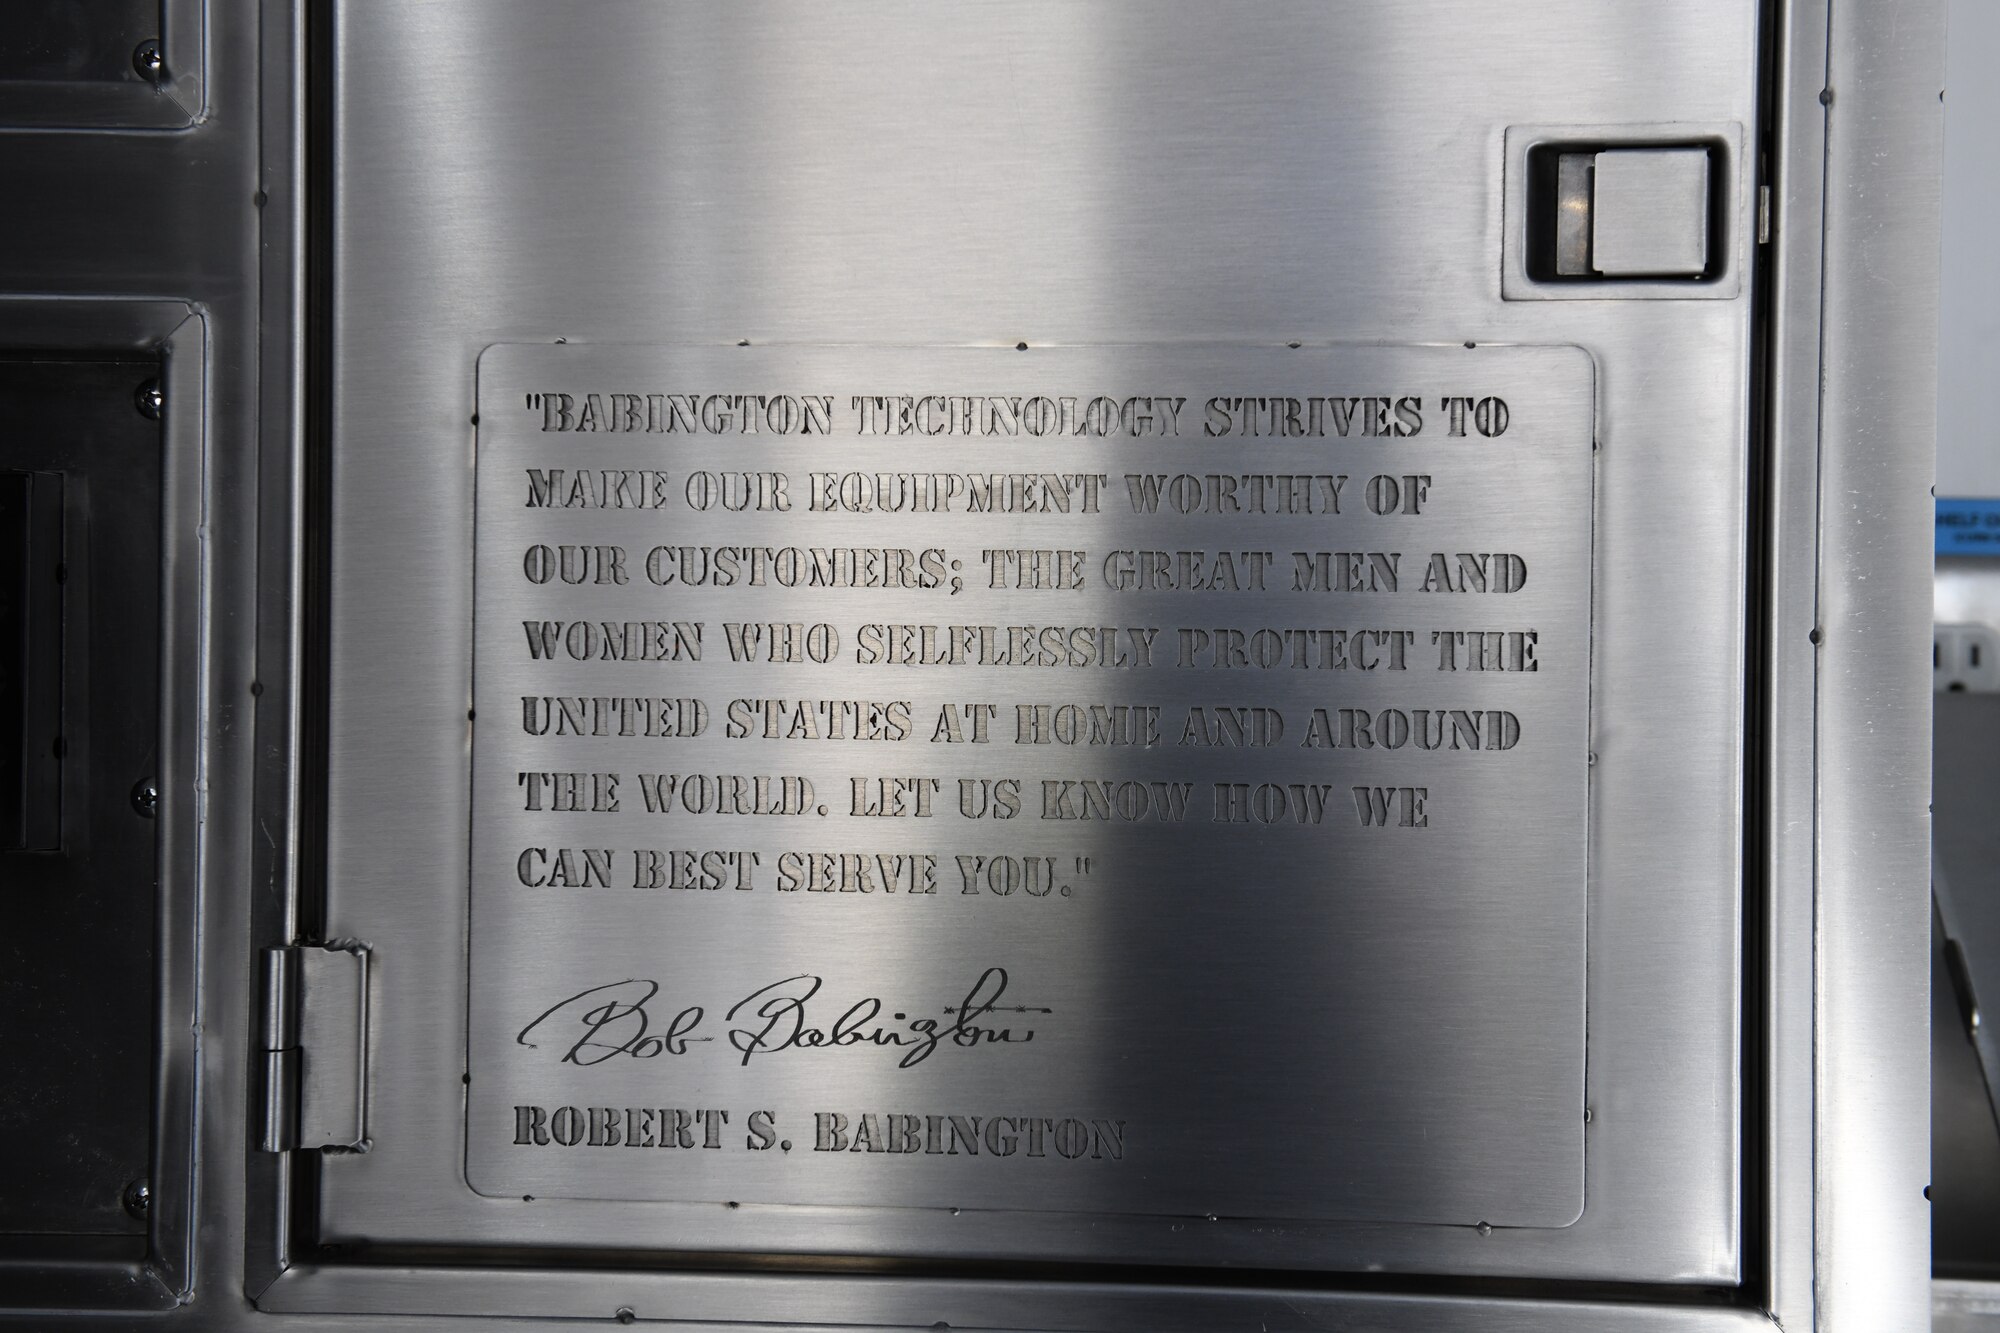 "BABINGTON TECHNOLOGY STRIVES TO
MAKE OUR EQUIPMENT WORTHY OF
OUR CUSTOMERS; THE GREAT MEN AND
WOMEN WHO SELFLESSLY PROTECT THE
UNITED STATES AT HOME AND AROUND
THE WORLD. LET US KNOW HOW WE
CAN BEST SERVE YOU."
Bob Babington
ROBERT S. BABINGTON